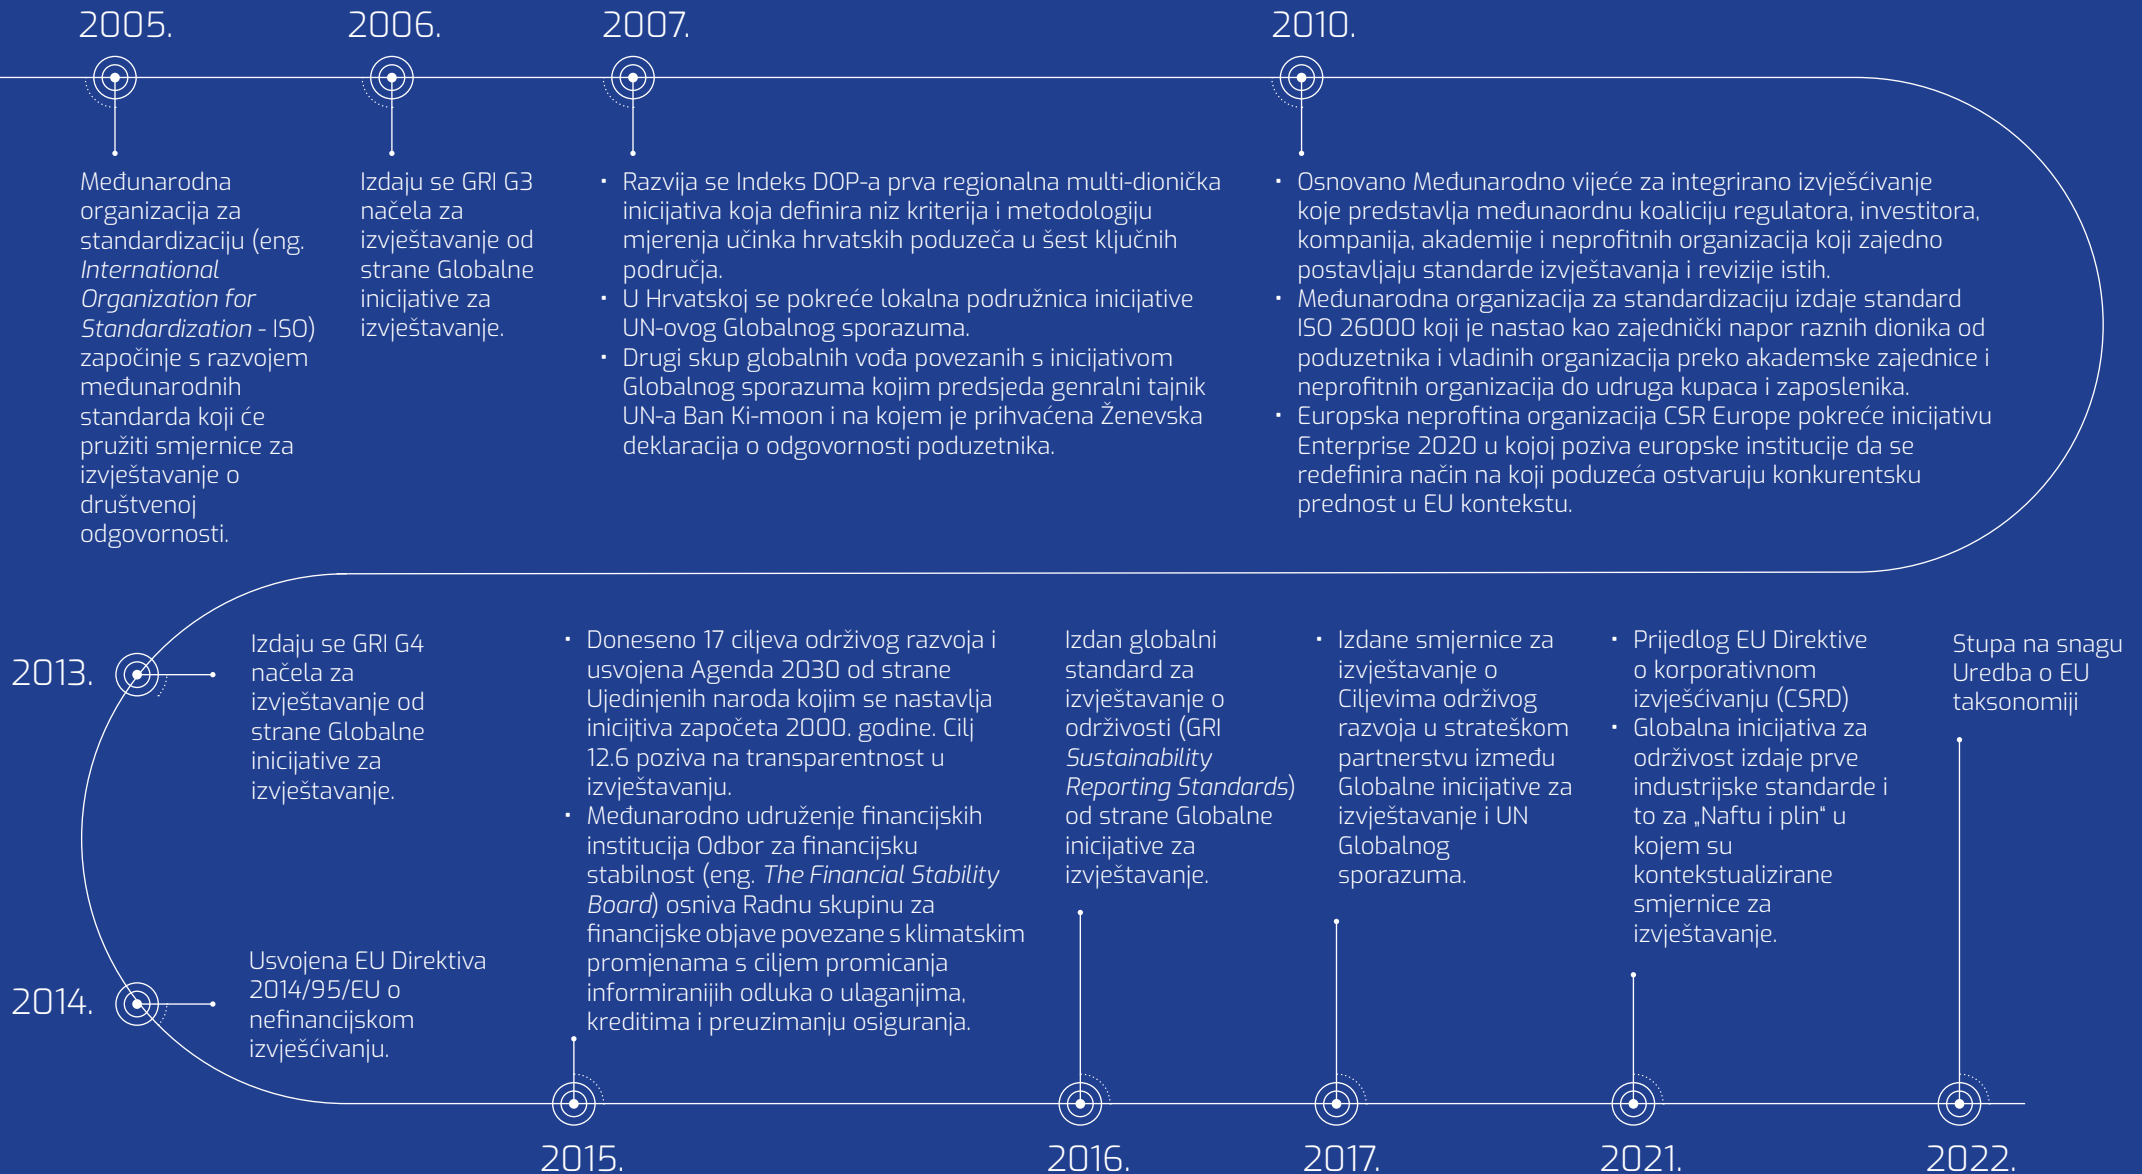 2005.
Međunarodna
organizacija za
standardizaciju (eng.
International
Organization for
Standardization - ISO)
započinje s razvojem
međunarodnih
standarda koji će
pružiti smjernice za
izvještavanje o
društvenoj
odgovornosti.
2006.
Izdaju se GRI G3
načela za
izvještavanje od
strane Globalne
inicijative za
izvještavanje.
2007.
• Razvija se Indeks DOP-a prva regionalna multi-dionička
inicijativa koja definira niz kriterija i metodologiju
mjerenja učinka hrvatskih poduzeča u šest ključnih
područja.
• U Hrvatskoj se pokreće lokalna podružnica inicijative
UN-ovog Globalnog sporazuma.
• Drugi skup globalnih vođa povezanih s inicijativom
Globalnog sporazuma kojim predsjeda genralni tajnik
UN-a Ban Ki-moon i na kojem je prihvaćena Ženevska
deklaracija o odgovornosti poduzetnika.
2010.
• Osnovano Međunarodno vijeće za integrirano izvješćivanje
koje predstavlja međunaordnu koaliciju regulatora, investitora,
kompanija, akademije i neprofitnih organizacija koji zajedno
postavljaju standarde izvještavanja i revizije istih.
• Međunarodna organizacija za standardizaciju izdaje standard
ISO 26000 koji je nastao kao zajednički napor raznih dionika od
poduzetnika i vladinih organizacija preko akademske zajednice i
neprofitnih organizacija do udruga kupaca i zaposlenika.
• Europska neproftina organizacija CSR Europe pokreće inicijativu
Enterprise 2020 u kojoj poziva europske institucije da se
redefinira način na koji poduzeća ostvaruju konkurentsku
prednost u EU kontekstu.
2013.
Izdaju se GRI G4
načela za
izvještavanje od
strane Globalne
inicijative za
izvještavanje.
2014.
Usvojena EU Direktiva
2014/95/EU o
nefinancijskom
izvješćivanju.
• Doneseno 17 ciljeva održivog razvoja i
usvojena Agenda 2030 od strane
Ujedinjenih naroda kojim se nastavlja
inicijtiva započeta 2000. godine. Cilj
12.6 poziva na transparentnost u
izvještavanju.
• Međunarodno udruženje financijskih
institucija Odbor za financijsku
stabilnost (eng. The Financial Stability
Board) osniva Radnu skupinu za
financijske objave povezane s klimatskim
promjenama s ciljem promicanja
informiranijih odluka o ulaganjima,
kreditima i preuzimanju osiguranja.
2015.
Izdan globalni
standard za
izvještavanje o
održivosti (GRI
Sustainability
Reporting Standards)
od strane Globalne
inicijative za
izvještavanje.
2016.
• Izdane smjernice za
izvještavanje o
Ciljevima održivog
razvoja u strateškom
partnerstvu između
Globalne inicijative za
izvještavanje i UN
Globalnog
sporazuma.
2017.
• Prijedlog EU Direktive
o korporativnom
izvješćivanju (CSRD)
• Globalna inicijativa za
održivost izdaje prve
industrijske standarde i
to za „Naftu i plin“ u
kojem su
kontekstualizirane
smjernice za
izvještavanje.
2021.
Stupa na snagu
Uredba o EU
taksonomiji
2022.